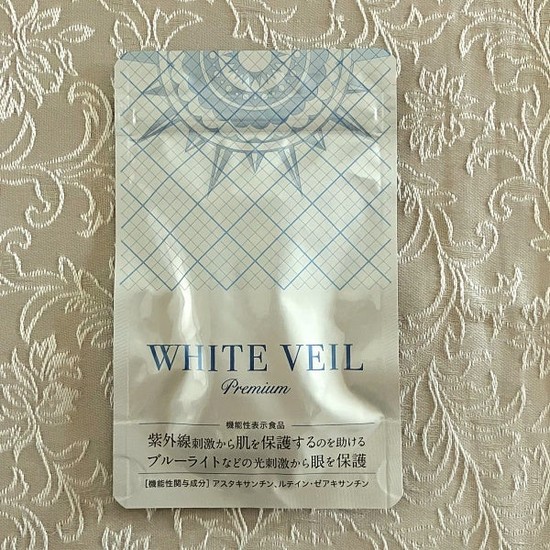 WHITE VEIL
Premium
機能性表示食品
紫外線刺激から肌を保護するのを助ける
ブルーライトなどの光刺激から眼を保護
［機能性関与成分］アスタキサンチン、ルテイン・ゼアキサンチン